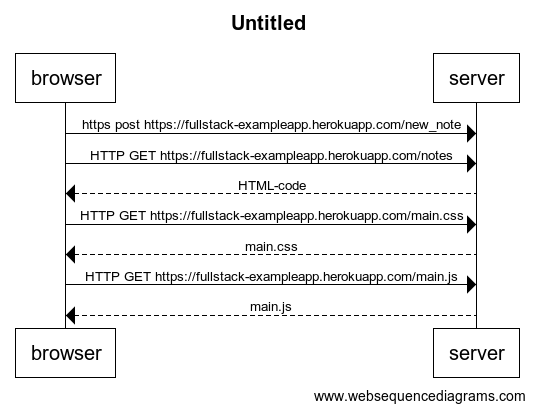 Untitled
browser
server
https post https://fullstack-exampleapp.herokuapp.com/new_note
HTTP GET https://fullstack-exampleapp.herokuapp.com/notes
HTML-code
HTTP GET https://fullstack-exampleapp.herokuapp.com/main.css
main.css
HTTP GET https://fullstack-exampleapp.herokuapp.com/main.js
main.js
browser
server
www.websequencediagrams.com